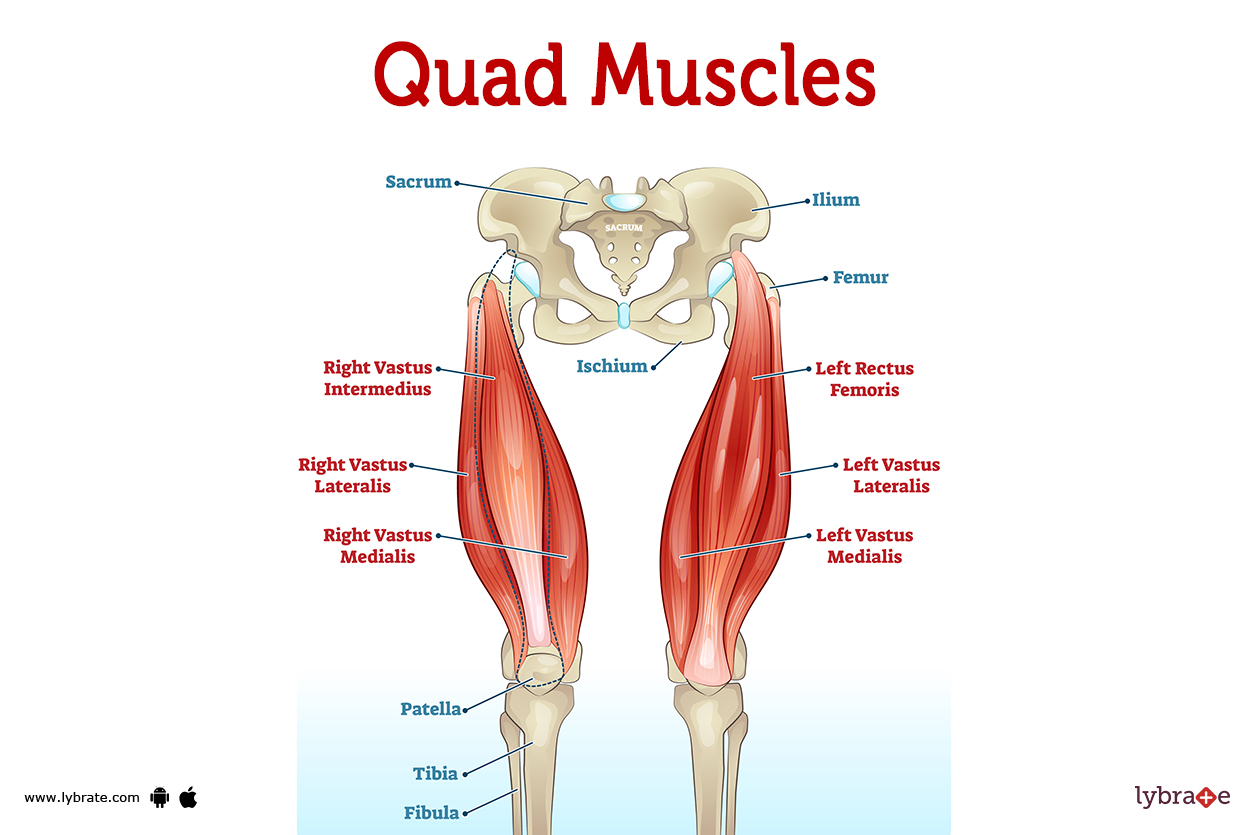 Quad Muscles
Sacrum
Ilium
SACRUM
Femur
Ischium
Right Vastus
Intermedius
Left Rectus
Femoris
Right Vastus
Lateralis
Left Vastus
Lateralis
Right Vastus
Medialis
Left Vastus
Medialis
Patella
Tibia
Fibula
www.lybrate.com
lybrate